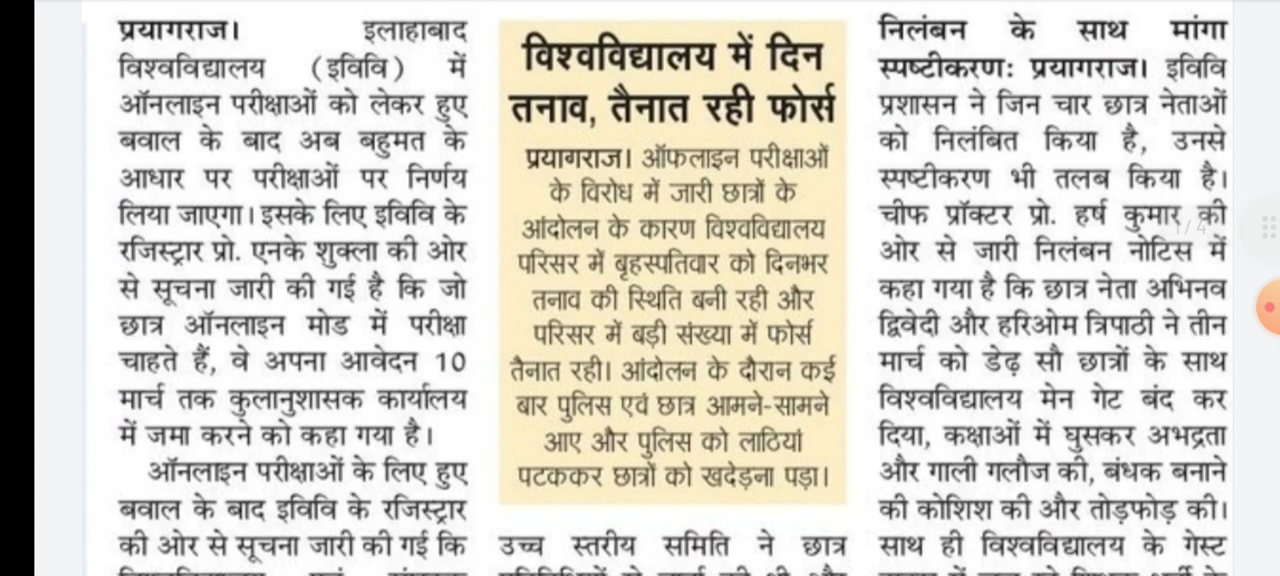 प्रयागराज। इलाहाबाद
विश्वविद्यालय (इविवि) में
ऑनलाइन परीक्षाओं को लेकर हुए
बवाल के बाद अब बहुमत के
आधार पर परीक्षाओं पर निर्णय
लिया जाएगा। इसके लिए इविवि के
रजिस्ट्रार प्रो. एनके शुक्ला की ओर
से सूचना जारी की गई है कि जो
छात्र ऑनलाइन मोड में परीक्षा
चाहते हैं, वे अपना आवेदन 10
मार्च तक कुलानुशासक कार्यालय
में जमा करने को कहा गया है।
ऑनलाइन परीक्षाओं के लिए हुए
बवाल के बाद इविवि के रजिस्ट्रार
की ओर से सूचना जारी की गई कि
विश्वविद्यालय में दिन
तनाव, तैनात रही फोर्स
प्रयागराज। ऑफलाइन परीक्षाओं
के विरोध में जारी छात्रों के
आंदोलन के कारण विश्वविद्यालय
परिसर में बृहस्पतिवार को दिनभर
तनाव की स्थिति बनी रही और
परिसर में बड़ी संख्या में फोर्स
तैनात रही। आंदोलन के दौरान कई
बार पुलिस एवं छात्र आमने-सामने
आए और पुलिस को लाठियां
पटककर छात्रों को खदेड़ना पड़ा।
उच्च स्तरीय समिति ने छात्र
निलंबन के साथ मांगा
स्पष्टीकरण: प्रयागराज। इविवि
प्रशासन ने जिन चार छात्र नेताओं
को निलंबित किया है, उनसे
स्पष्टीकरण भी तलब किया है।
चीफ प्रॉक्टर प्रो. हर्ष कुमार की
ओर से जारी निलंबन नोटिस में
कहा गया है कि छात्र नेता अभिनव
द्विवेदी और हरिओम त्रिपाठी ने तीन
मार्च को डेढ़ सौ छात्रों के साथ
विश्वविद्यालय मेन गेट बंद कर
दिया, कक्षाओं में घुसकर अभद्रता
और गाली गलौज की, बंधक बनाने
की कोशिश की और तोड़फोड़ की।
साथ ही विश्वविद्यालय के गेस्ट
1/4